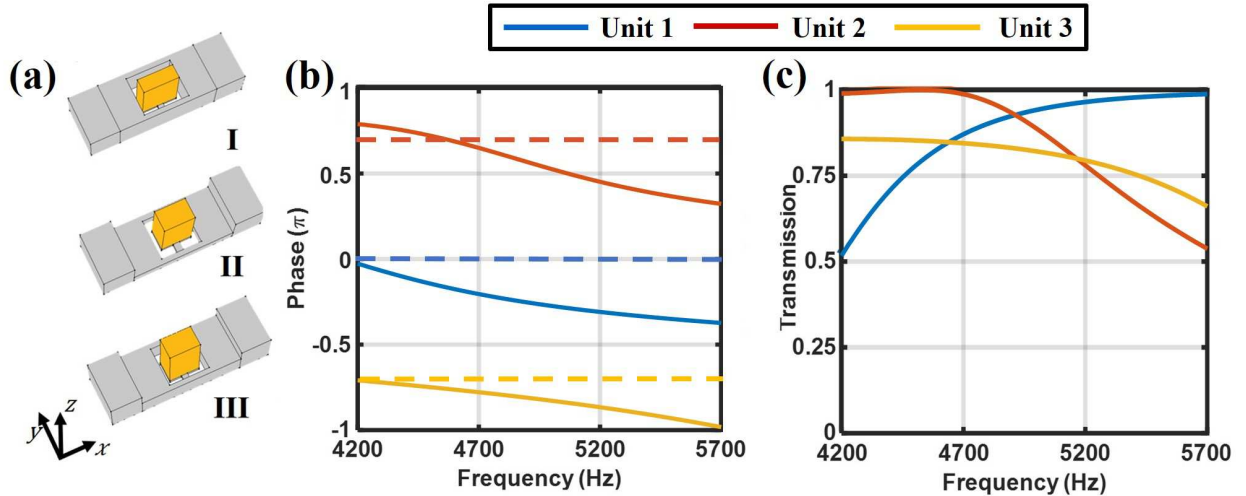 Unit 1 Unit 2 Unit 3
(a)
I
II
III
z
y
x
(b)
1
0.5
0
-0.5
-1
Phase (π)
4200 4700 5200 5700
Frequency (Hz)
(c)
1
0.75
0.5
0.25
0
Transmission
4200 4700 5200 5700
Frequency (Hz)